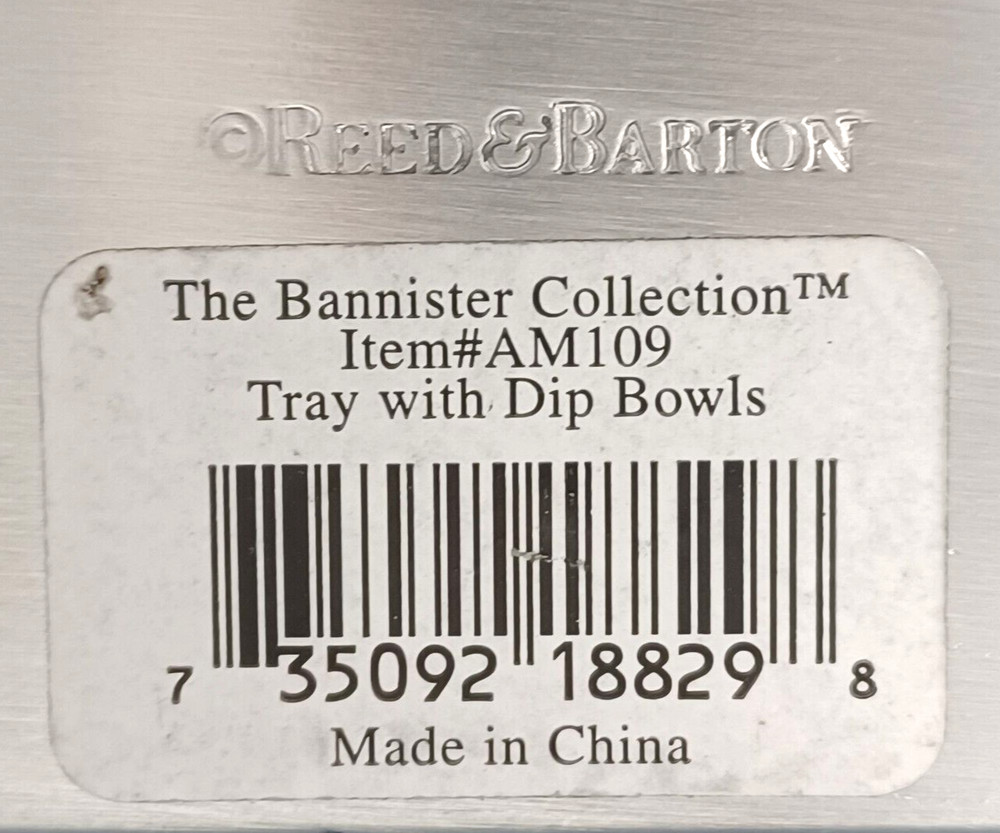 ©REED&BARTON
The Bannister Collection™
Item#AM109
Tray with Dip Bowls
7 35092 18829 8
Made in China